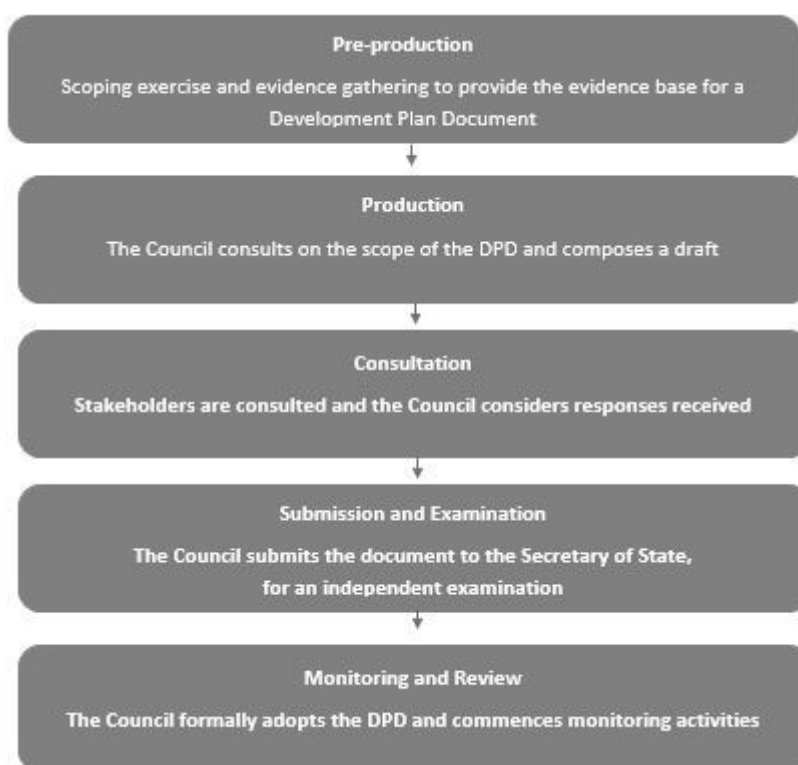 Pre-production
Scoping exercise and evidence gathering to provide the evidence base for a
Development Plan Document
Production
The Council consults on the scope of the DPD and composes a draft
Consultation
Stakeholders are consulted and the Council considers responses received
Submission and Examination
The Council submits the document to the Secretary of State,
for an independent examination
Monitoring and Review
The Council formally adopts the DPD and commences monitoring activities